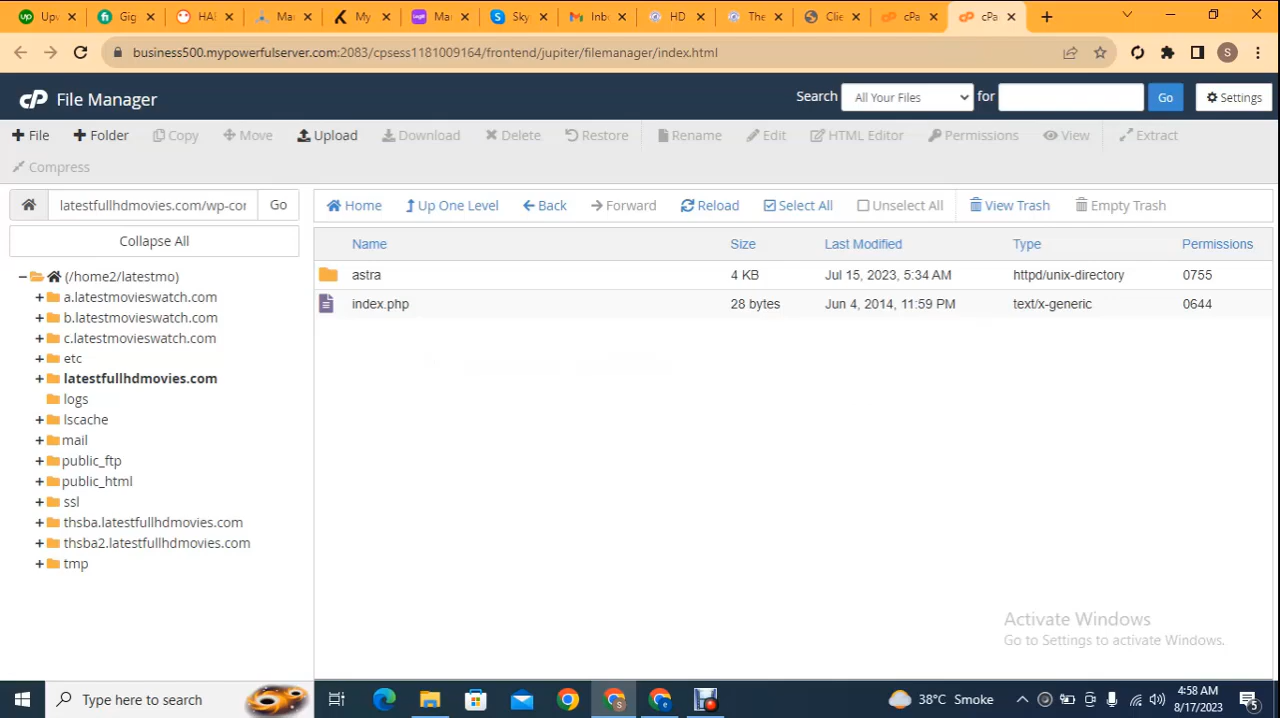 Upw
Gig
HAI
Mar
My
Mar
Sky
Inb
HD
The
Clie
cPa
cPa
business500.mypowerfulserver.com:2083/cpsess1181009164/frontend/jupiter/filemanager/index.html
S
cP File Manager
Search All Your Files for Go Settings
File Folder Copy Move Upload Download Delete Restore Rename Edit HTML Editor Permissions View Extract
Compress
latestfullhdmovies.com/wp-cor Go
Home Up One Level Back Forward Reload Select All Unselect All View Trash Empty Trash
Collapse All
Name Size Last Modified Type Permissions
astra 4 KB Jul 15, 2023, 5:34 AM httpd/unix-directory 0755
index.php 28 bytes Jun 4, 2014, 11:59 PM text/x-generic 0644
(/home2/latestmo)
a.latestmovieswatch.com
b.latestmovieswatch.com
c.latestmovieswatch.com
etc
latestfullhdmovies.com
logs
lscache
mail
public_ftp
public_html
ssl
thsba.latestfullhdmovies.com
thsba2.latestfullhdmovies.com
tmp
Activate Windows
Go to Settings to activate Windows.
Type here to search
38°C Smoke
4:58 AM
8/17/2023
5